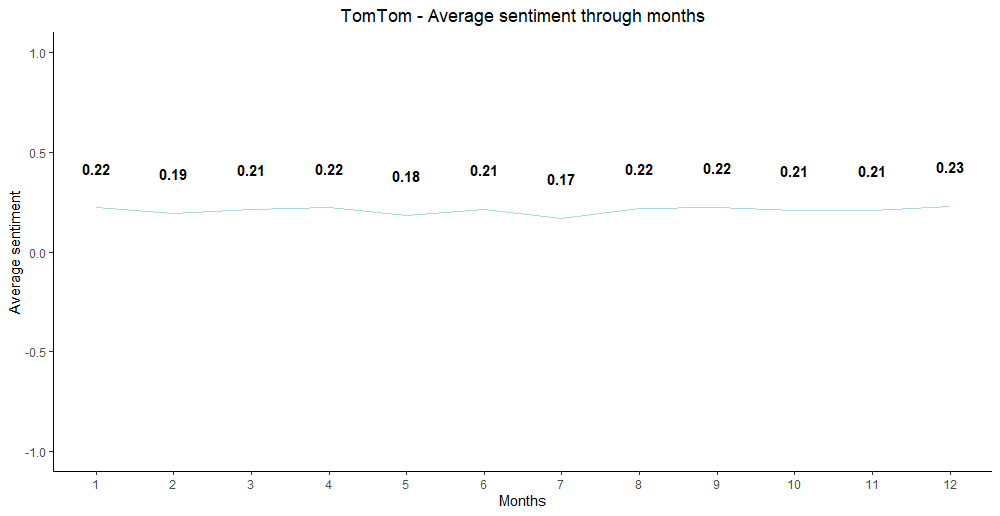 TomTom - Average sentiment through months
Average sentiment
1.0
0.5
0.0
-0.5
-1.0
0.22 0.19 0.21 0.22 0.18 0.21 0.17 0.22 0.22 0.21 0.21 0.23
1 2 3 4 5 6 7 8 9 10 11 12
Months